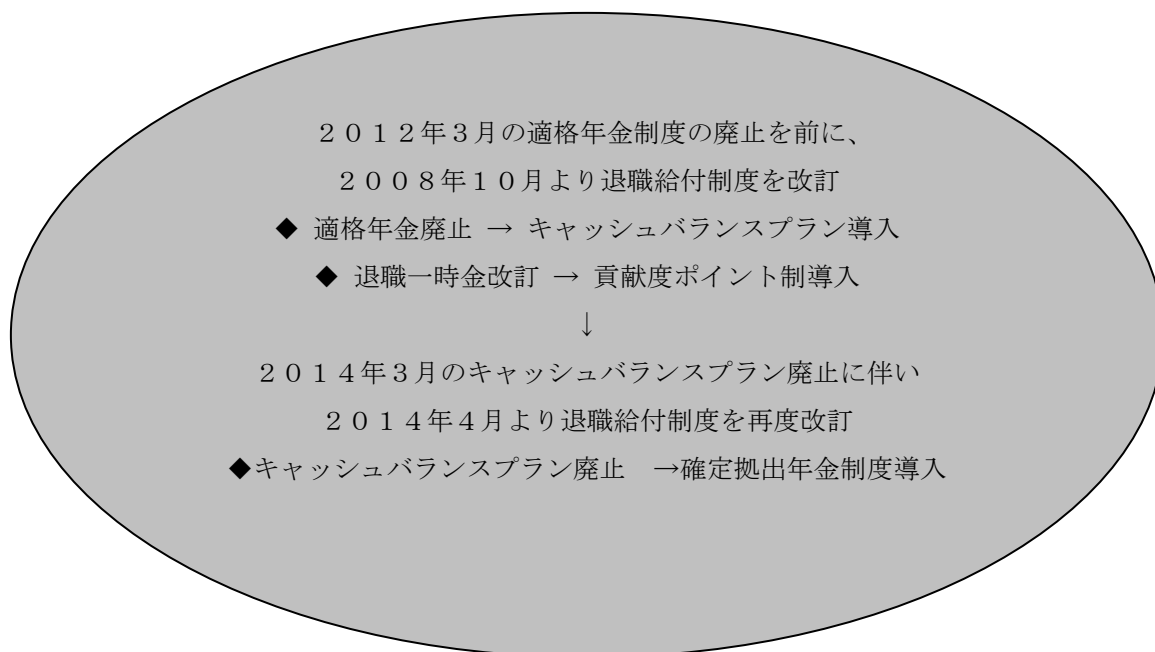 ２０１２年３月の適格年金制度の廃止を前に、
２００８年１０月より退職給付制度を改訂
◆ 適格年金廃止 → キャッシュバランスプラン導入
◆ 退職一時金改訂 → 貢献度ポイント制導入
↓
２０１４年３月のキャッシュバランスプラン廃止に伴い
２０１４年４月より退職給付制度を再度改訂
◆キャッシュバランスプラン廃止　→確定拠出年金制度導入